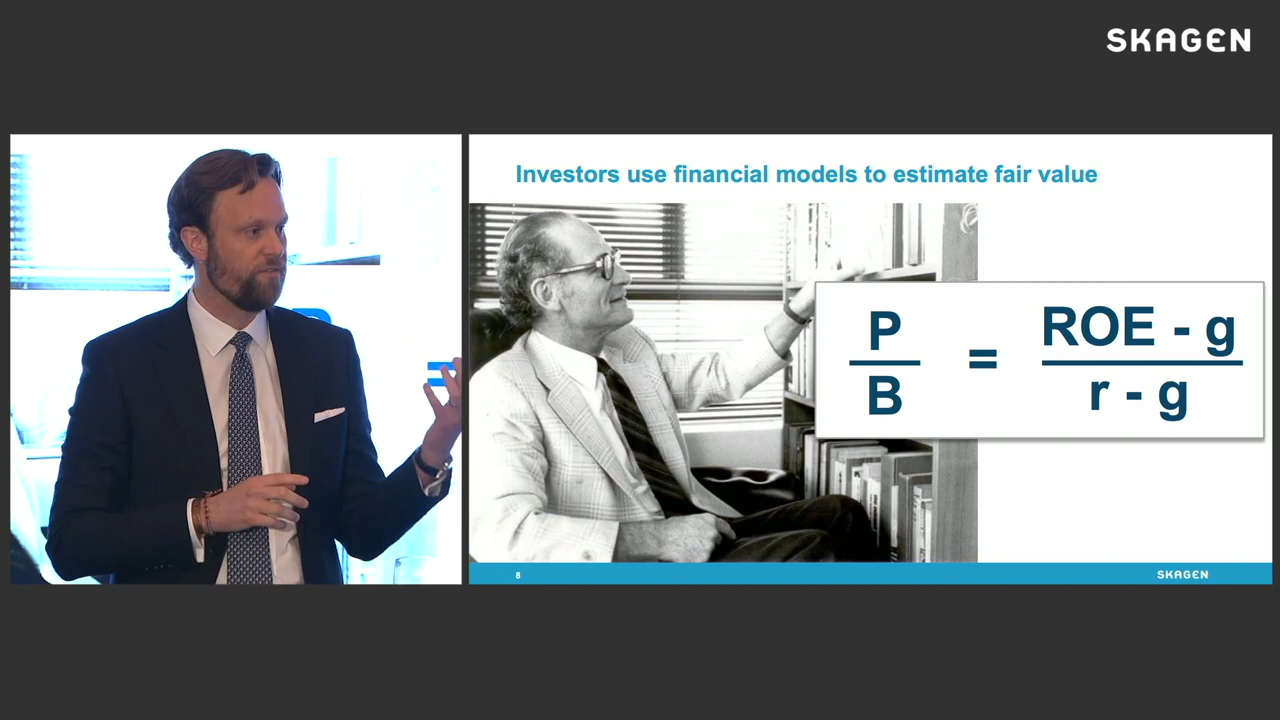 SKAGEN
Investors use financial models to estimate fair value
P
B
=
ROE - g
r - g
8
SKAGEN